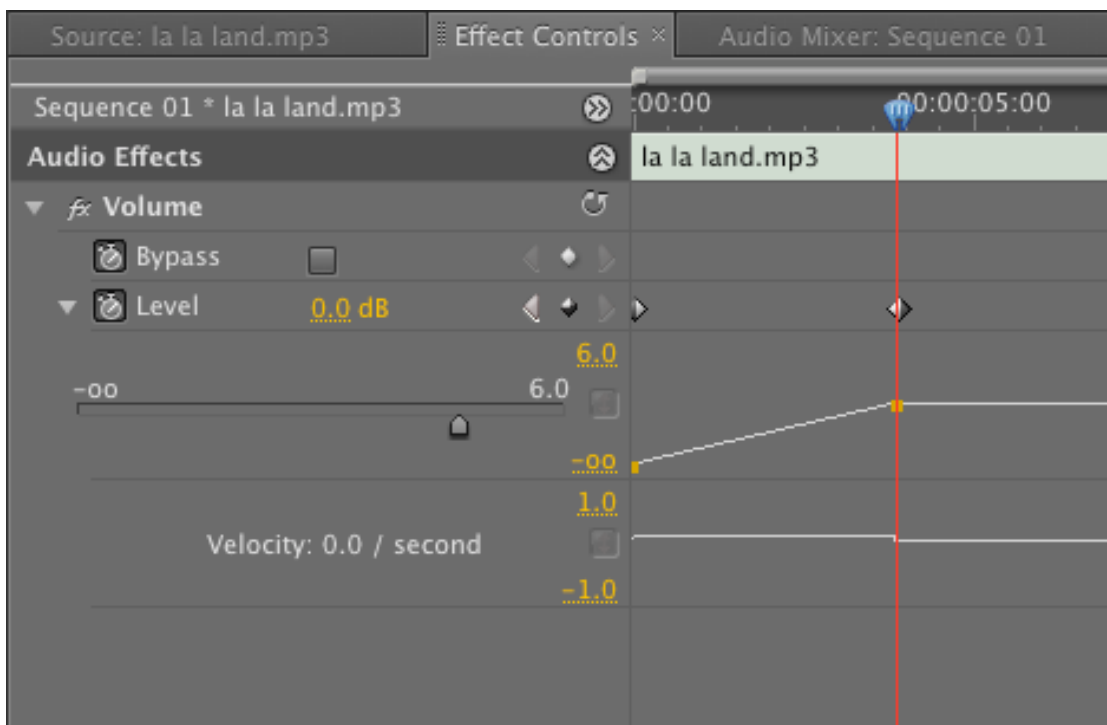 Source: la la land.mp3 Effect Controls × Audio Mixer: Sequence 01
Sequence 01 * la la land.mp3 :00:00 00:00:05:00
Audio Effects la la land.mp3
fx Volume
Bypass
Level 0.0 dB
6.0
-oo 6.0
-oo
1.0
Velocity: 0.0 / second
-1.0